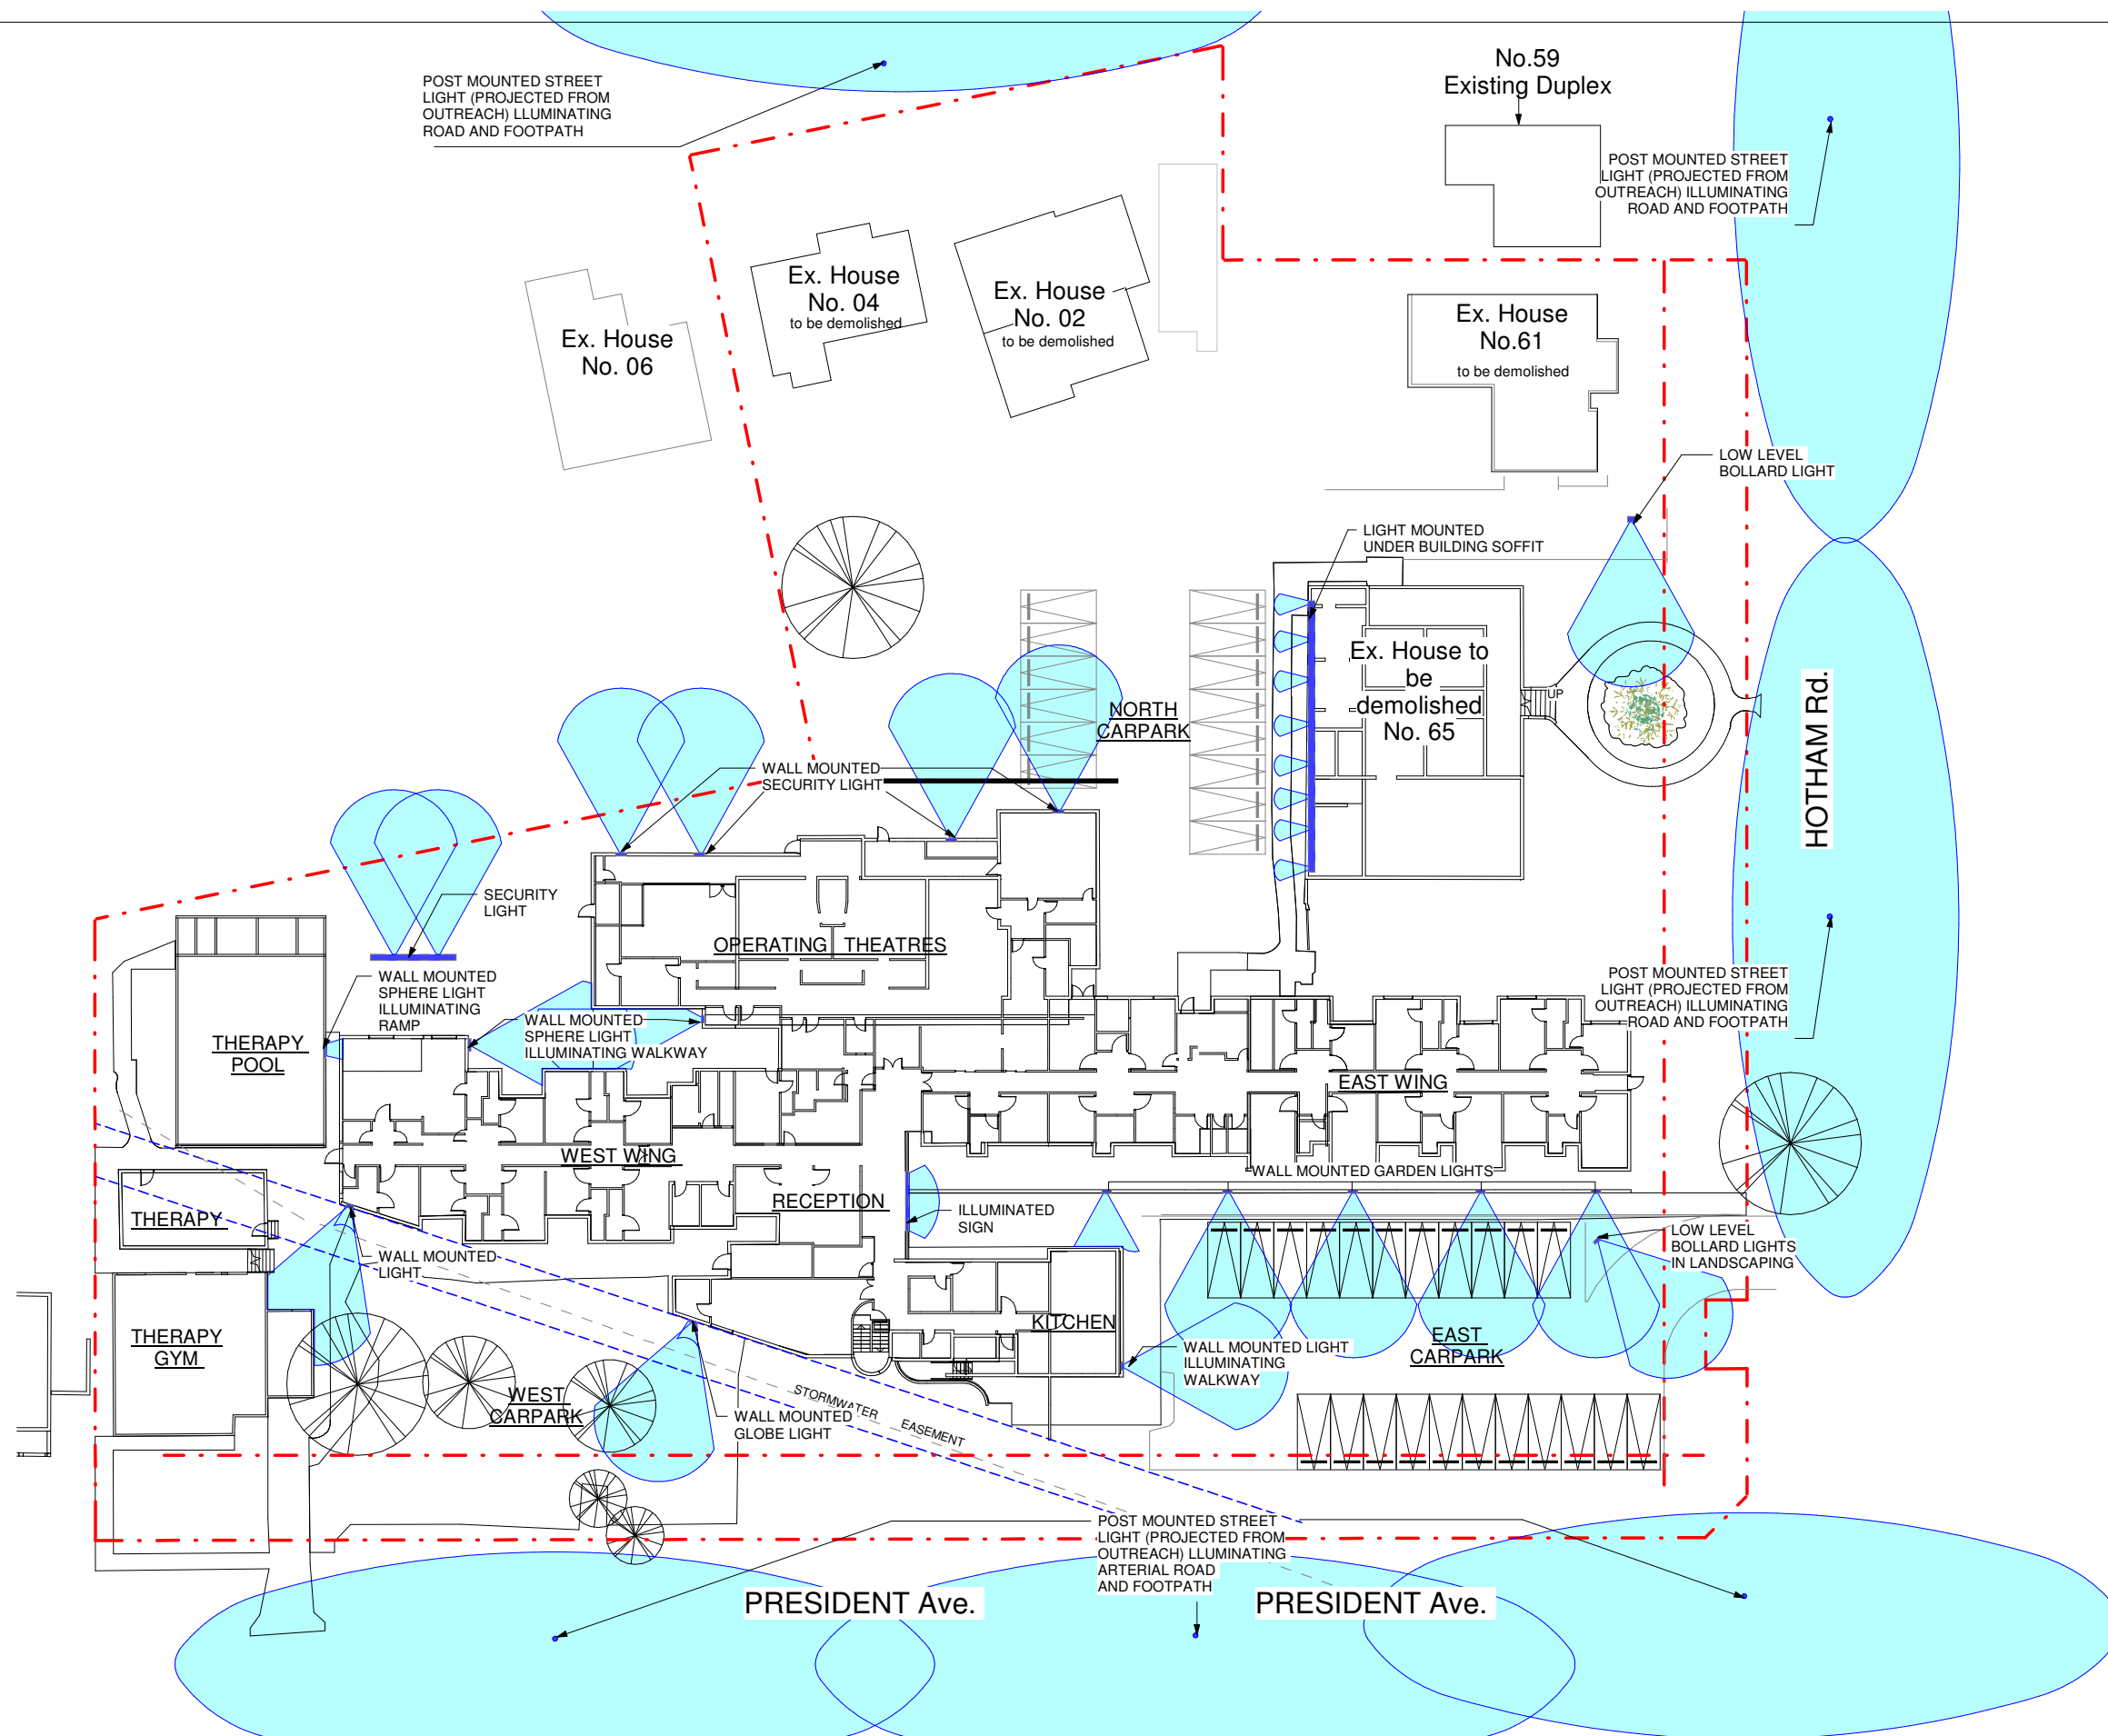 No.59
Existing Duplex
POST MOUNTED STREET
LIGHT (PROJECTED FROM
OUTREACH) LLUMINATING
ROAD AND FOOTPATH
POST MOUNTED STREET
LIGHT (PROJECTED FROM
OUTREACH) ILLUMINATING
ROAD AND FOOTPATH
Ex. House
No. 04
to be demolished
Ex. House
No. 02
to be demolished
Ex. House
No. 06
Ex. House
No.61
to be demolished
LOW LEVEL
BOLLARD LIGHT
LIGHT MOUNTED
UNDER BUILDING SOFFIT
Ex. House to
be
demolished
No. 65
UP
HOTHAM Rd.
NORTH
CARPARK
WALL MOUNTED
SECURITY LIGHT
SECURITY
LIGHT
OPERATING THEATRES
WALL MOUNTED
SPHERE LIGHT
ILLUMINATING
RAMP
WALL MOUNTED
SPHERE LIGHT
ILLUMINATING WALKWAY
POST MOUNTED STREET
LIGHT (PROJECTED FROM
OUTREACH) ILLUMINATING
ROAD AND FOOTPATH
THERAPY
POOL
EAST WING
WEST WING
WALL MOUNTED GARDEN LIGHTS
RECEPTION
ILLUMINATED
SIGN
THERAPY
WALL MOUNTED
LIGHT
LOW LEVEL
BOLLARD LIGHTS
IN LANDSCAPING
THERAPY
GYM
KITCHEN
EAST
CARPARK
WALL MOUNTED LIGHT
ILLUMINATING
WALKWAY
WEST
CARPARK
WALL MOUNTED
GLOBE LIGHT
STORMWATER
EASEMENT
POST MOUNTED STREET
LIGHT (PROJECTED FROM
OUTREACH) LLUMINATING
ARTERIAL ROAD
AND FOOTPATH
PRESIDENT Ave.
PRESIDENT Ave.